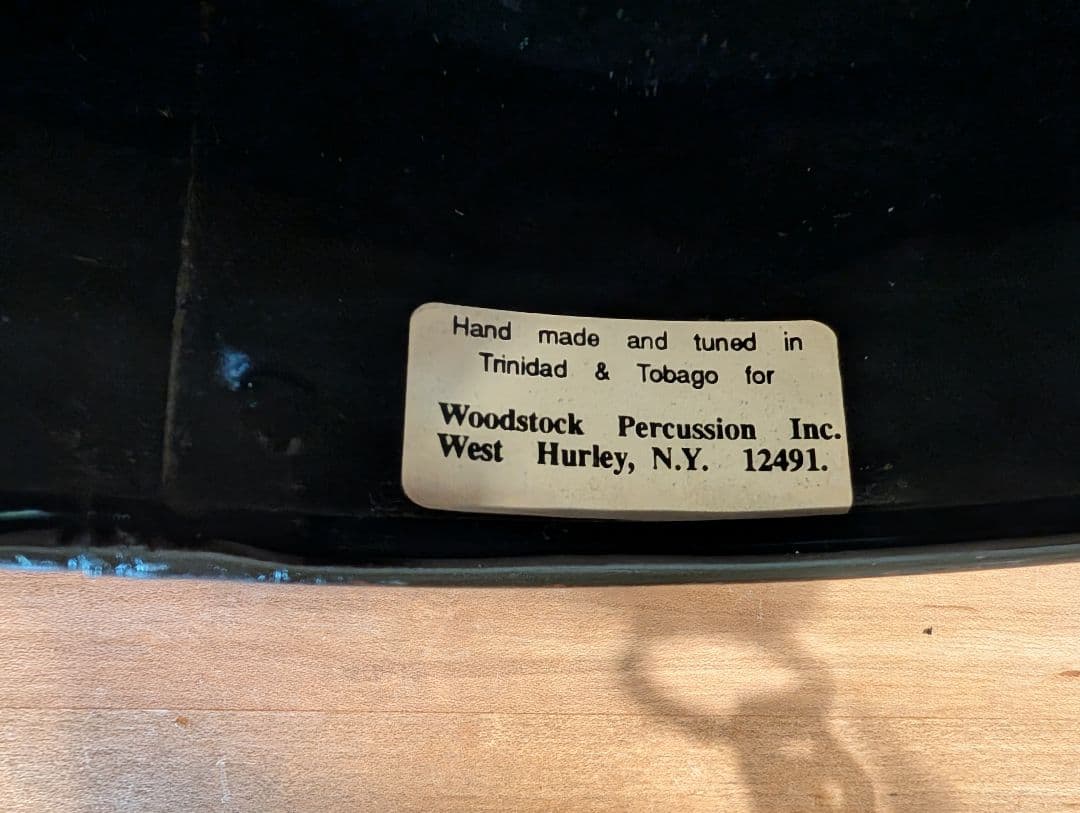 Hand made and tuned in
Trinidad & Tobago for
Woodstock Percussion Inc.
West Hurley, N.Y. 12491.